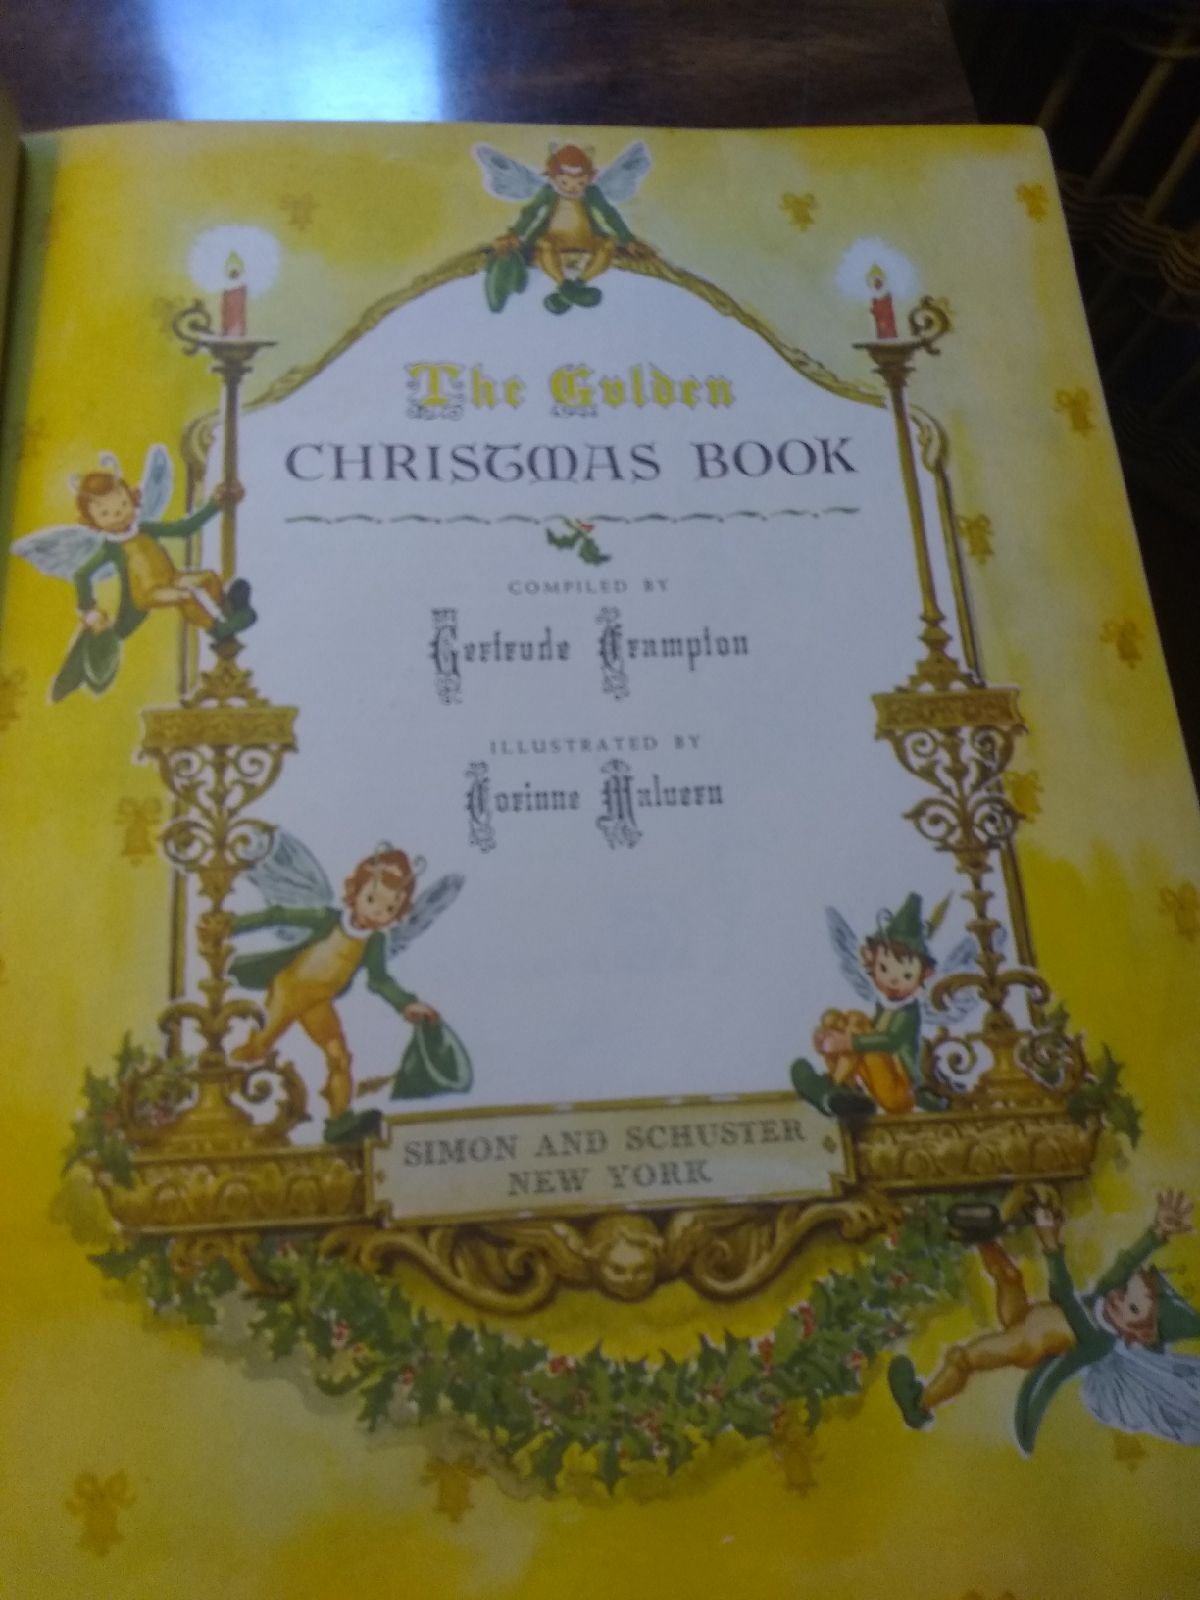 The Golden
CHRISTMAS BOOK
COMPILED BY
Gertrude Crampton
ILLUSTRATED BY
Corinne Malvern
SIMON AND SCHUSTER
NEW YORK